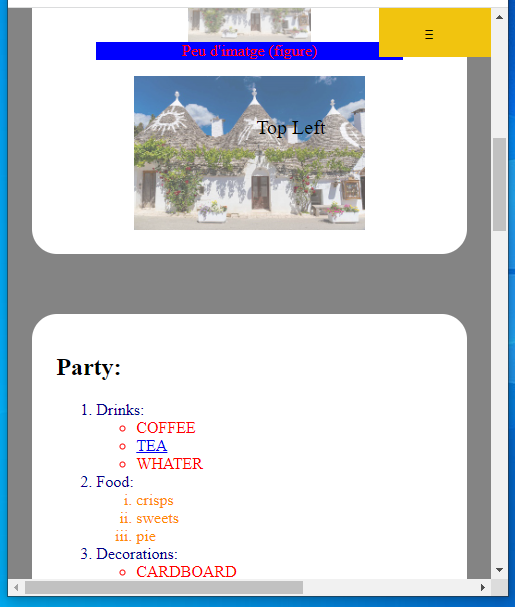 ☰
Peu d'imatge (figure)
Top Left
Party:
1. Drinks:
○ COFFEE
○ TEA
○ WHATER
2. Food:
i. crisps
ii. sweets
iii. pie
3. Decorations:
○ CARDBOARD